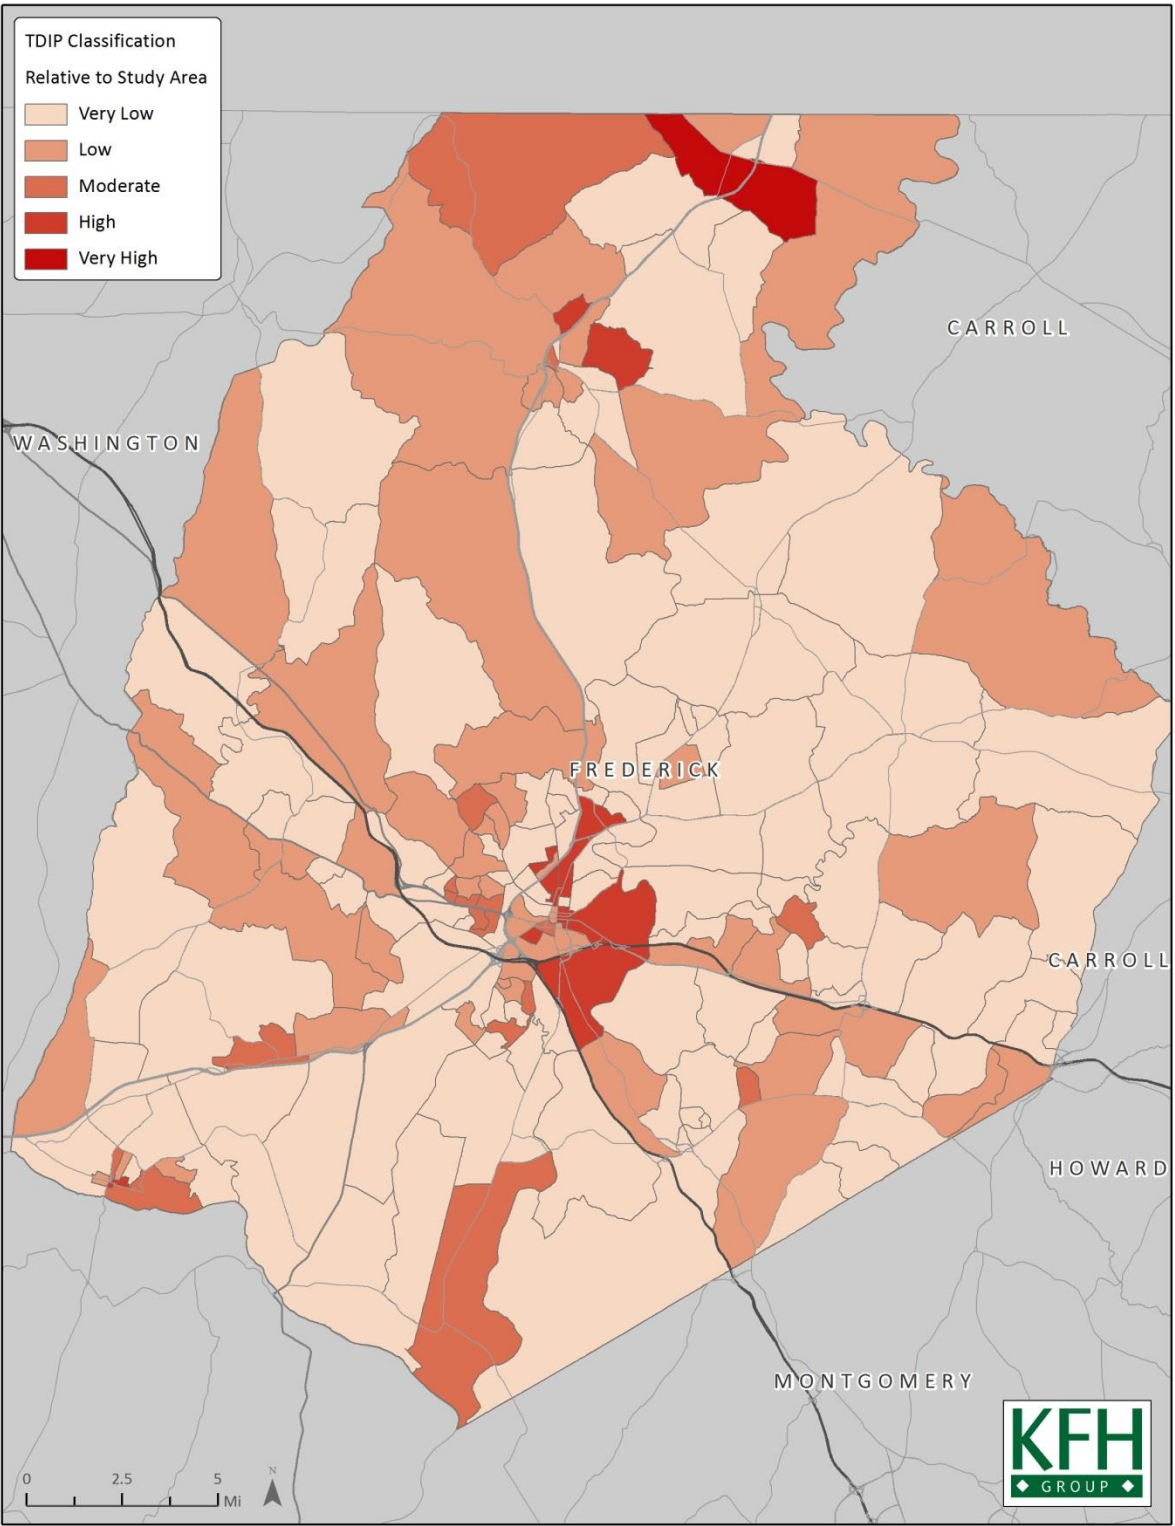 TDIP Classification
Relative to Study Area
Very Low
Low
Moderate
High
Very High
CARROLL
WASHINGTON
FREDERICK
CARROLL
HOWARD
MONTGOMERY
0 2.5 5
Mi
N
KFH
GROUP